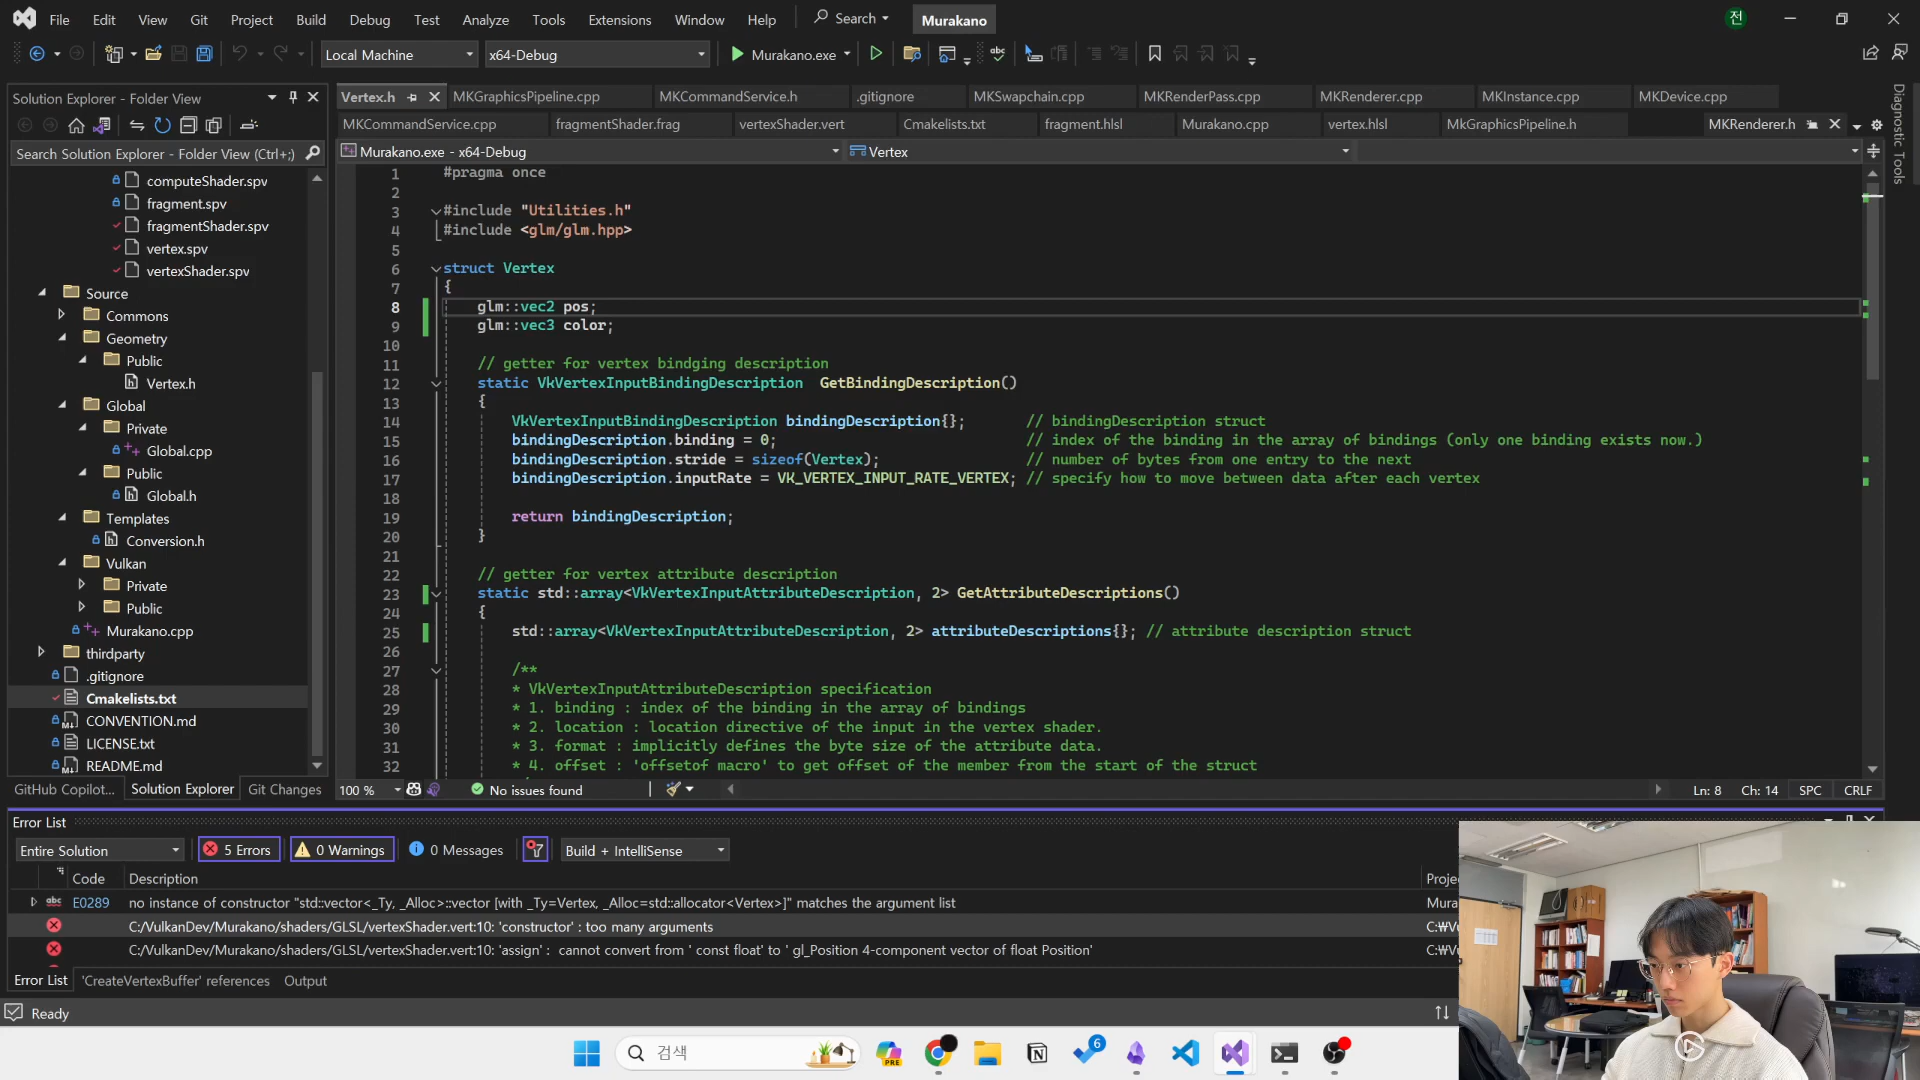 File Edit View Git Project Build Debug Test Analyze Tools Extensions Window Help Search Murakano 전
Local Machine x64-Debug Murakano.exe
Solution Explorer - Folder View
Search Solution Explorer - Folder View (Ctrl+;)
computeShader.spv
fragment.spv
fragmentShader.spv
vertex.spv
vertexShader.spv
Source
Commons
Geometry
Public
Vertex.h
Global
Private
Global.cpp
Public
Global.h
Templates
Conversion.h
Vulkan
Private
Public
Murakano.cpp
thirdparty
.gitignore
Cmakelists.txt
CONVENTION.md
LICENSE.txt
README.md
GitHub Copilot... Solution Explorer Git Changes
Vertex.h MKGraphicsPipeline.cpp MKCommandService.h .gitignore MKSwapchain.cpp MKRenderPass.cpp MKRenderer.cpp MKInstance.cpp MKDevice.cpp
MKCommandService.cpp fragmentShader.frag vertexShader.vert Cmakelists.txt fragment.hlsl Murakano.cpp vertex.hlsl MkGraphicsPipeline.h MKRenderer.h
Diagnostic Tools
Murakano.exe - x64-Debug Vertex
1 #pragma once
2
3 #include "Utilities.h"
4 #include <glm/glm.hpp>
5
6 struct Vertex
7 {
8 glm::vec2 pos;
9 glm::vec3 color;
10
11 // getter for vertex bindging description
12 static VkVertexInputBindingDescription  GetBindingDescription()
13 {
14 VkVertexInputBindingDescription bindingDescription{}; // bindingDescription struct
15 bindingDescription.binding = 0; // index of the binding in the array of bindings (only one binding exists now.)
16 bindingDescription.stride = sizeof(Vertex); // number of bytes from one entry to the next
17 bindingDescription.inputRate = VK_VERTEX_INPUT_RATE_VERTEX; // specify how to move between data after each vertex
18
19 return bindingDescription;
20 }
21
22 // getter for vertex attribute description
23 static std::array<VkVertexInputAttributeDescription, 2> GetAttributeDescriptions()
24 {
25 std::array<VkVertexInputAttributeDescription, 2> attributeDescriptions{}; // attribute description struct
26
27 /**
28 * VkVertexInputAttributeDescription specification
29 * 1. binding : index of the binding in the array of bindings
30 * 2. location : location directive of the input in the vertex shader.
31 * 3. format : implicitly defines the byte size of the attribute data.
32 * 4. offset : 'offsetof macro' to get offset of the member from the start of the struct
100 % No issues found Ln: 8 Ch: 14 SPC CRLF
Error List
Entire Solution 5 Errors 0 Warnings 0 Messages Build + IntelliSense
Code Description Projec
E0289 no instance of constructor "std::vector<_Ty, _Alloc>::vector [with _Ty=Vertex, _Alloc=std::allocator<Vertex>]" matches the argument list Mura
C:/VulkanDev/Murakano/shaders/GLSL/vertexShader.vert:10: 'constructor' : too many arguments C:₩Vu
C:/VulkanDev/Murakano/shaders/GLSL/vertexShader.vert:10: 'assign' :  cannot convert from ' const float' to ' gl_Position 4-component vector of float Position' C:₩Vu
Error List 'CreateVertexBuffer' references Output
Ready
검색
PRE
6